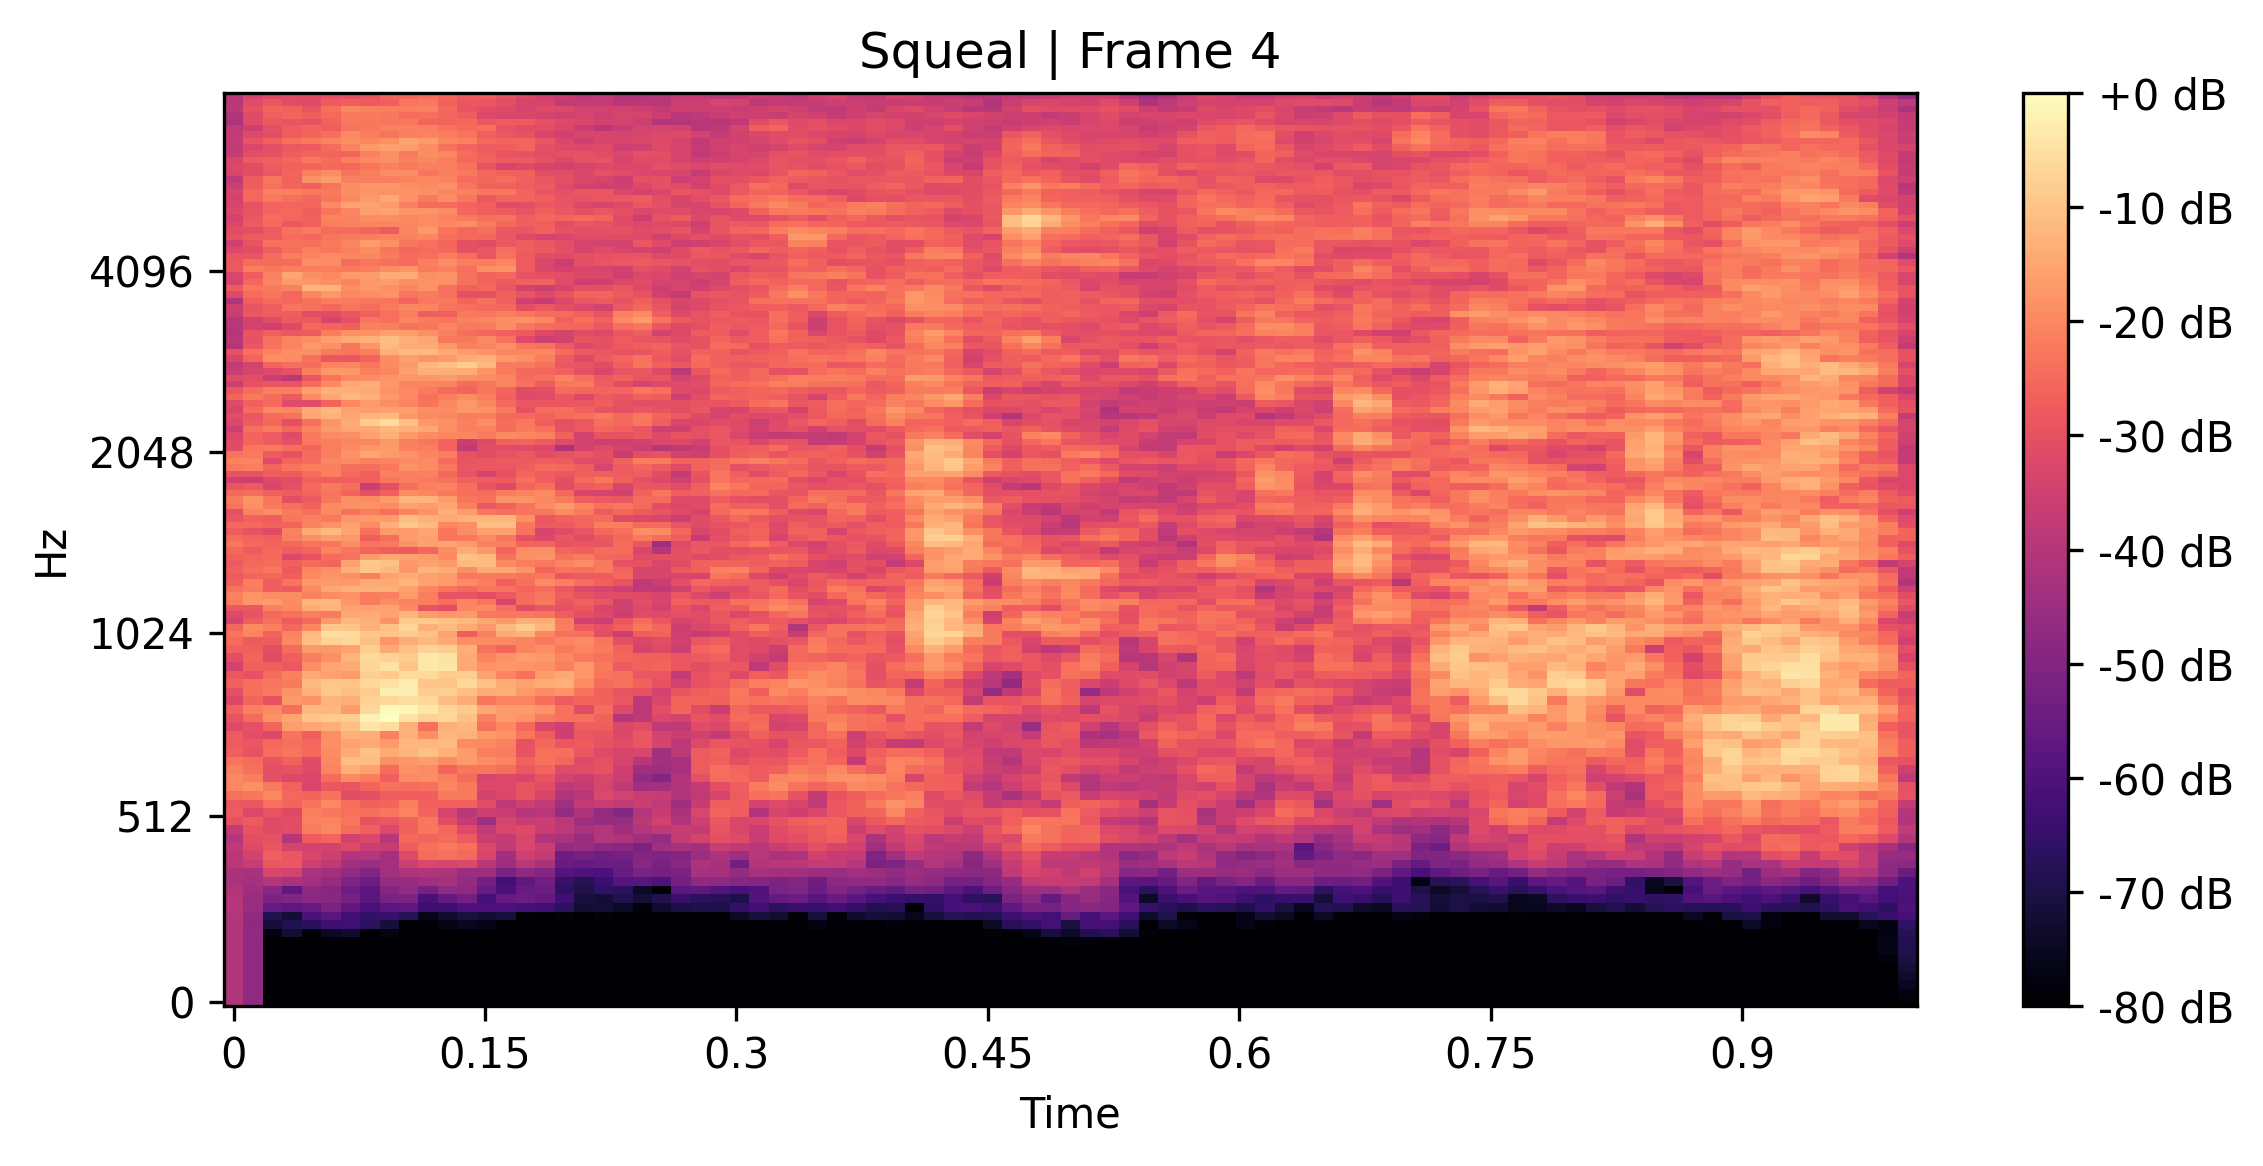 Squeal | Frame 4
Hz
4096
2048
1024
512
0
0 0.15 0.3 0.45 0.6 0.75 0.9
Time
+0 dB
-10 dB
-20 dB
-30 dB
-40 dB
-50 dB
-60 dB
-70 dB
-80 dB